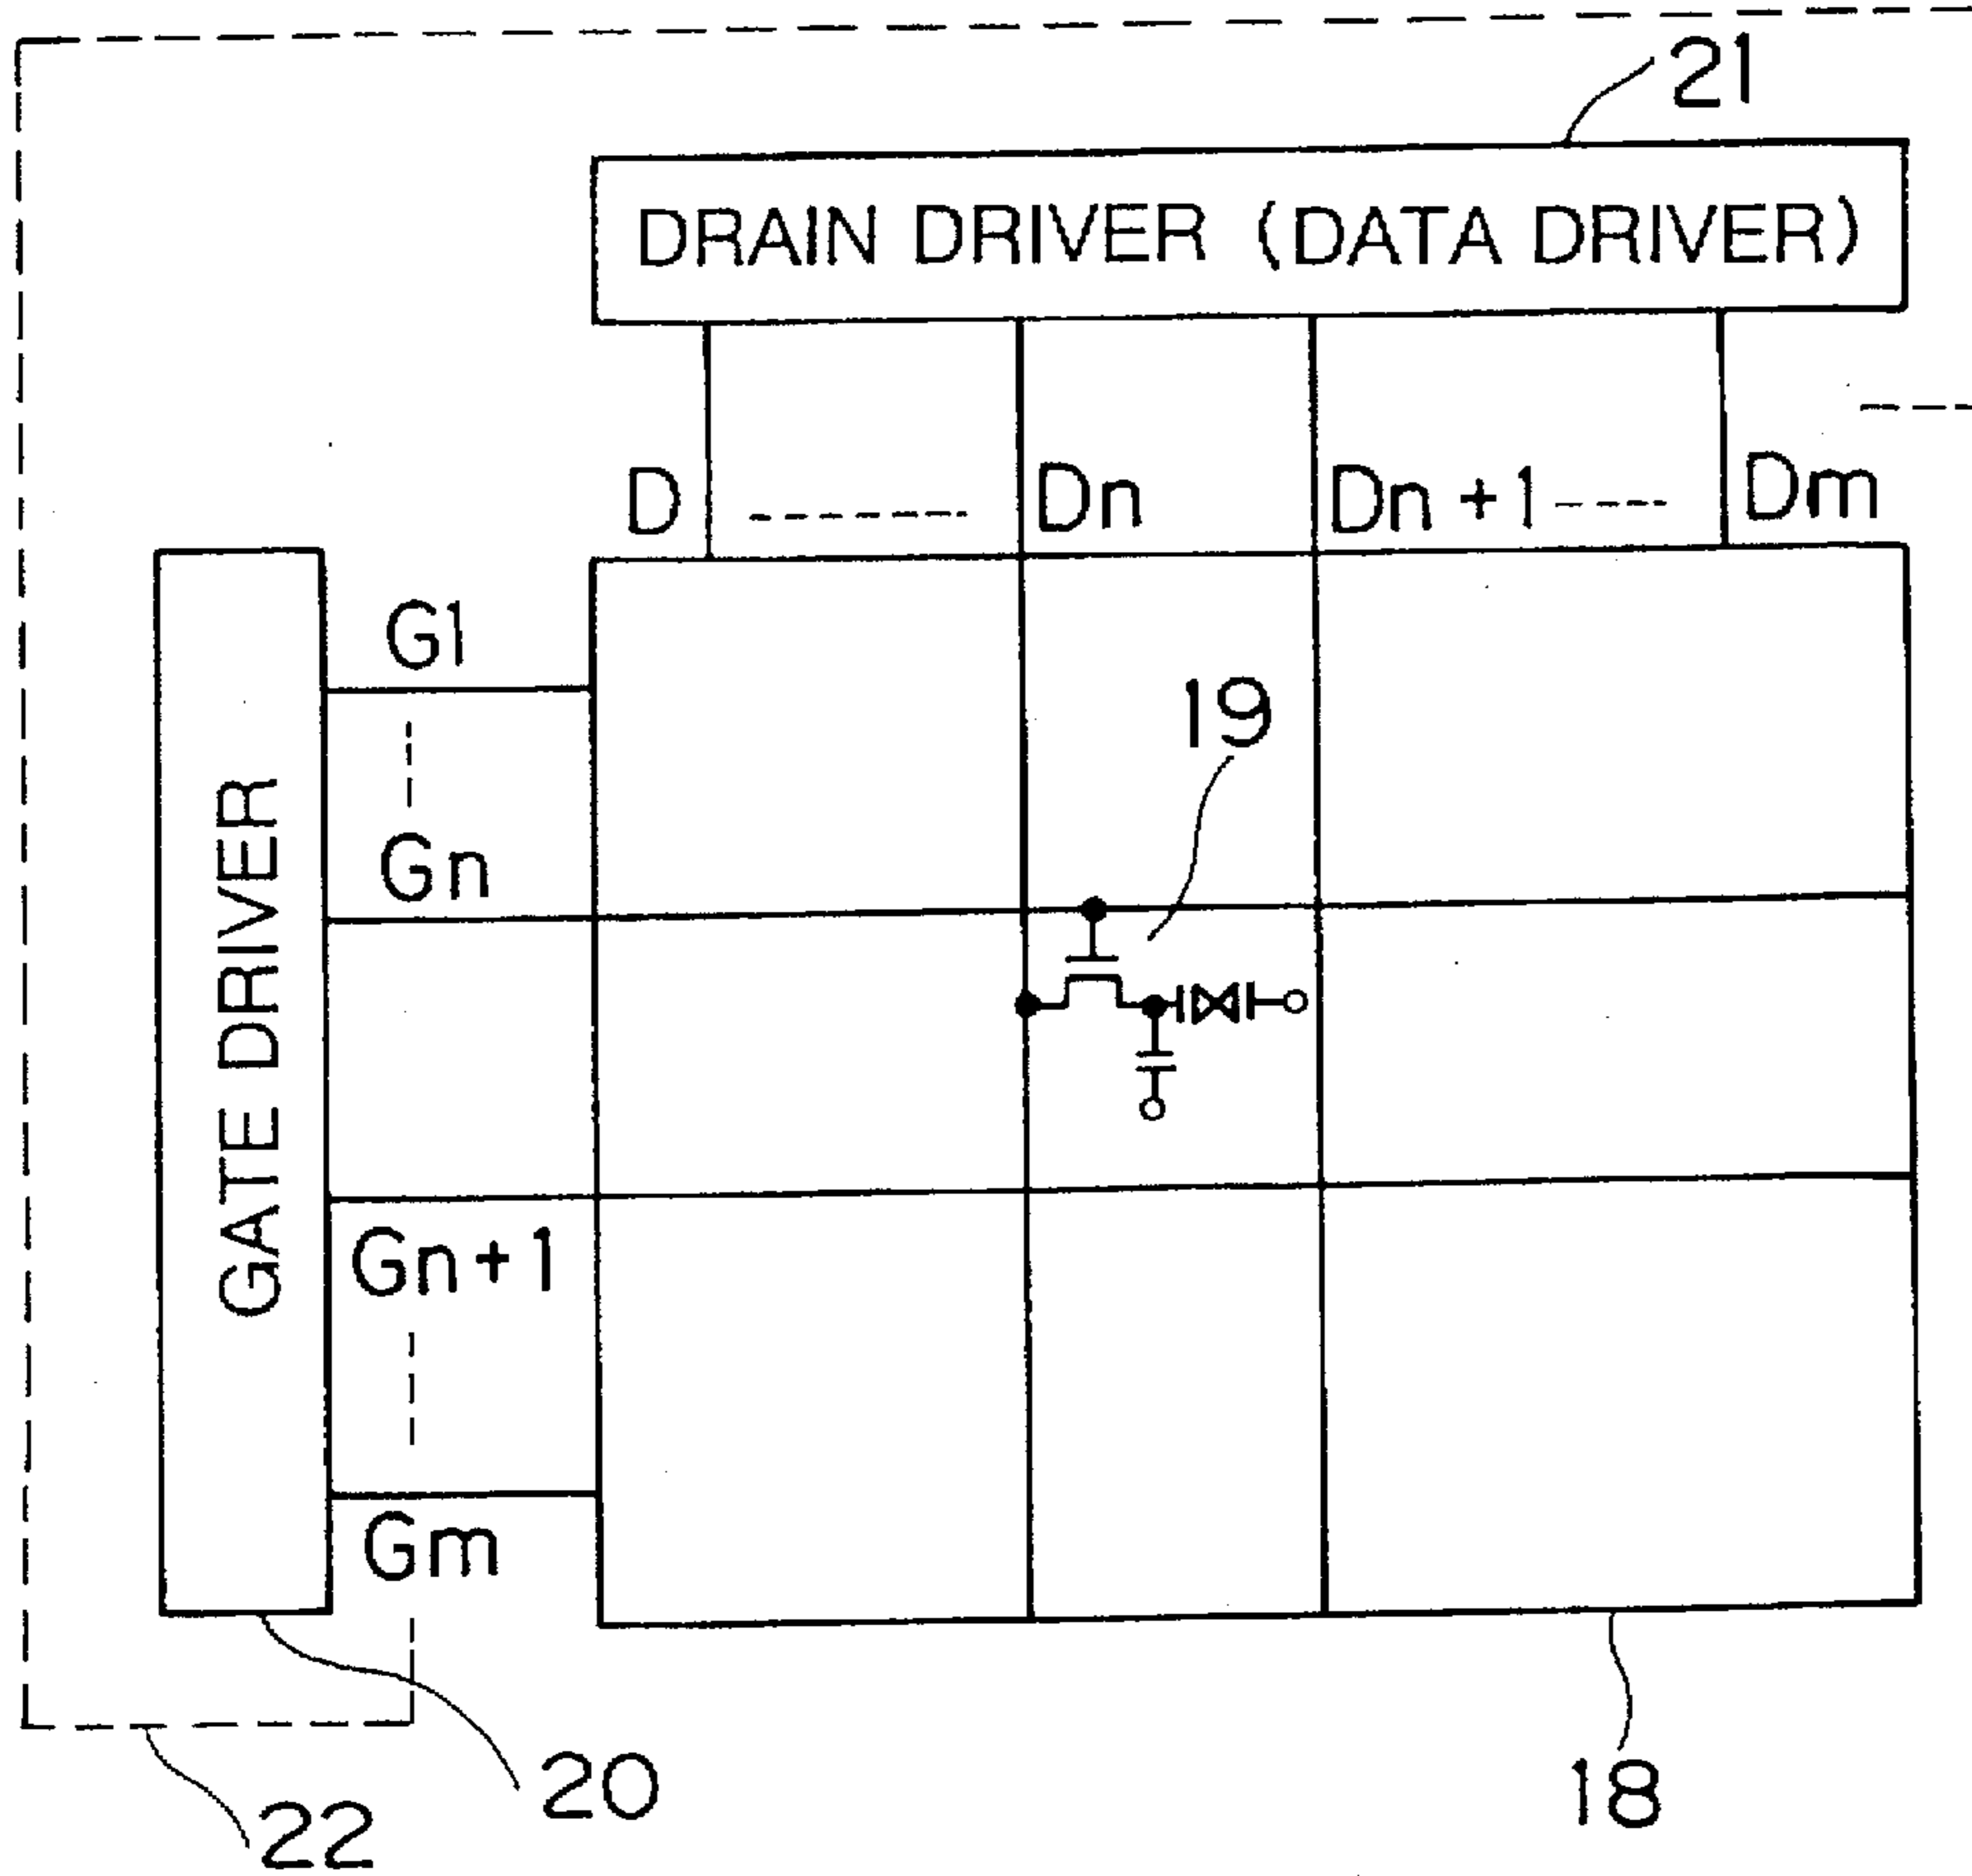 21
DRAIN DRIVER (DATA DRIVER)
D Dn Dn+1 Dm
G1
19
Gn
GATE DRIVER
Gn+1
Gm
20
18
22